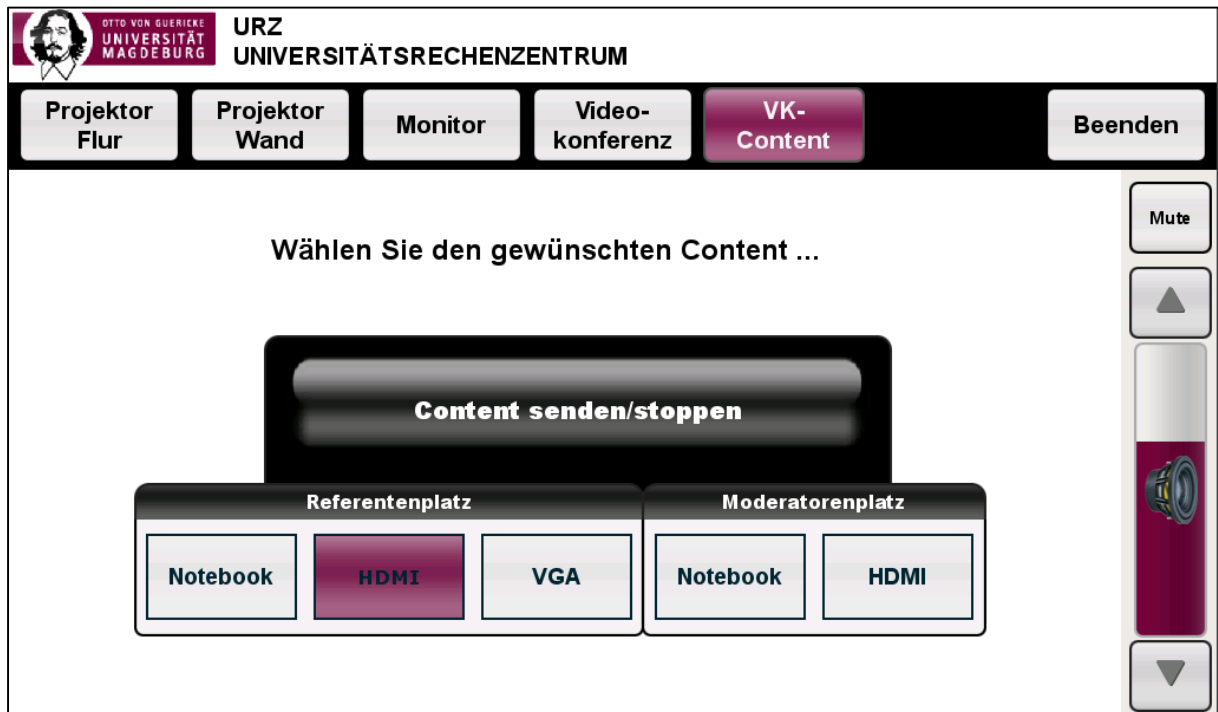 OTTO VON GUERICKE
UNIVERSITÄT
MAGDEBURG
URZ
UNIVERSITÄTSRECHENZENTRUM
Projektor
Flur
Projektor
Wand
Monitor
Video-
konferenz
VK-
Content
Beenden
Mute
Wählen Sie den gewünschten Content ...
Content senden/stoppen
Referentenplatz
Moderatorenplatz
Notebook
HDMI
VGA
Notebook
HDMI